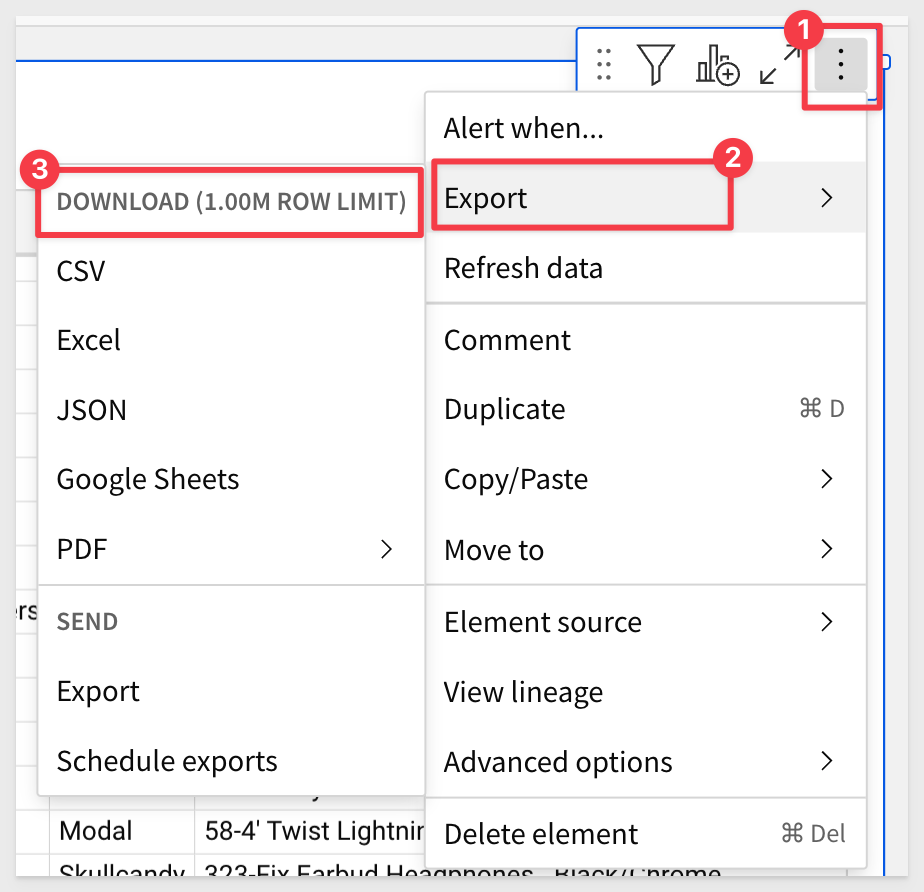 1
Alert when...
2
Export
Refresh data
Comment
Duplicate ⌘ D
Copy/Paste
Move to
Element source
View lineage
Advanced options
Delete element ⌘ Del
3
DOWNLOAD (1.00M ROW LIMIT)
CSV
Excel
JSON
Google Sheets
PDF
SEND
Export
Schedule exports
ers
Modal 58-4' Twist Lightnin
Skullcandy 323-Fix Earbud Headphones - Black/Chrome